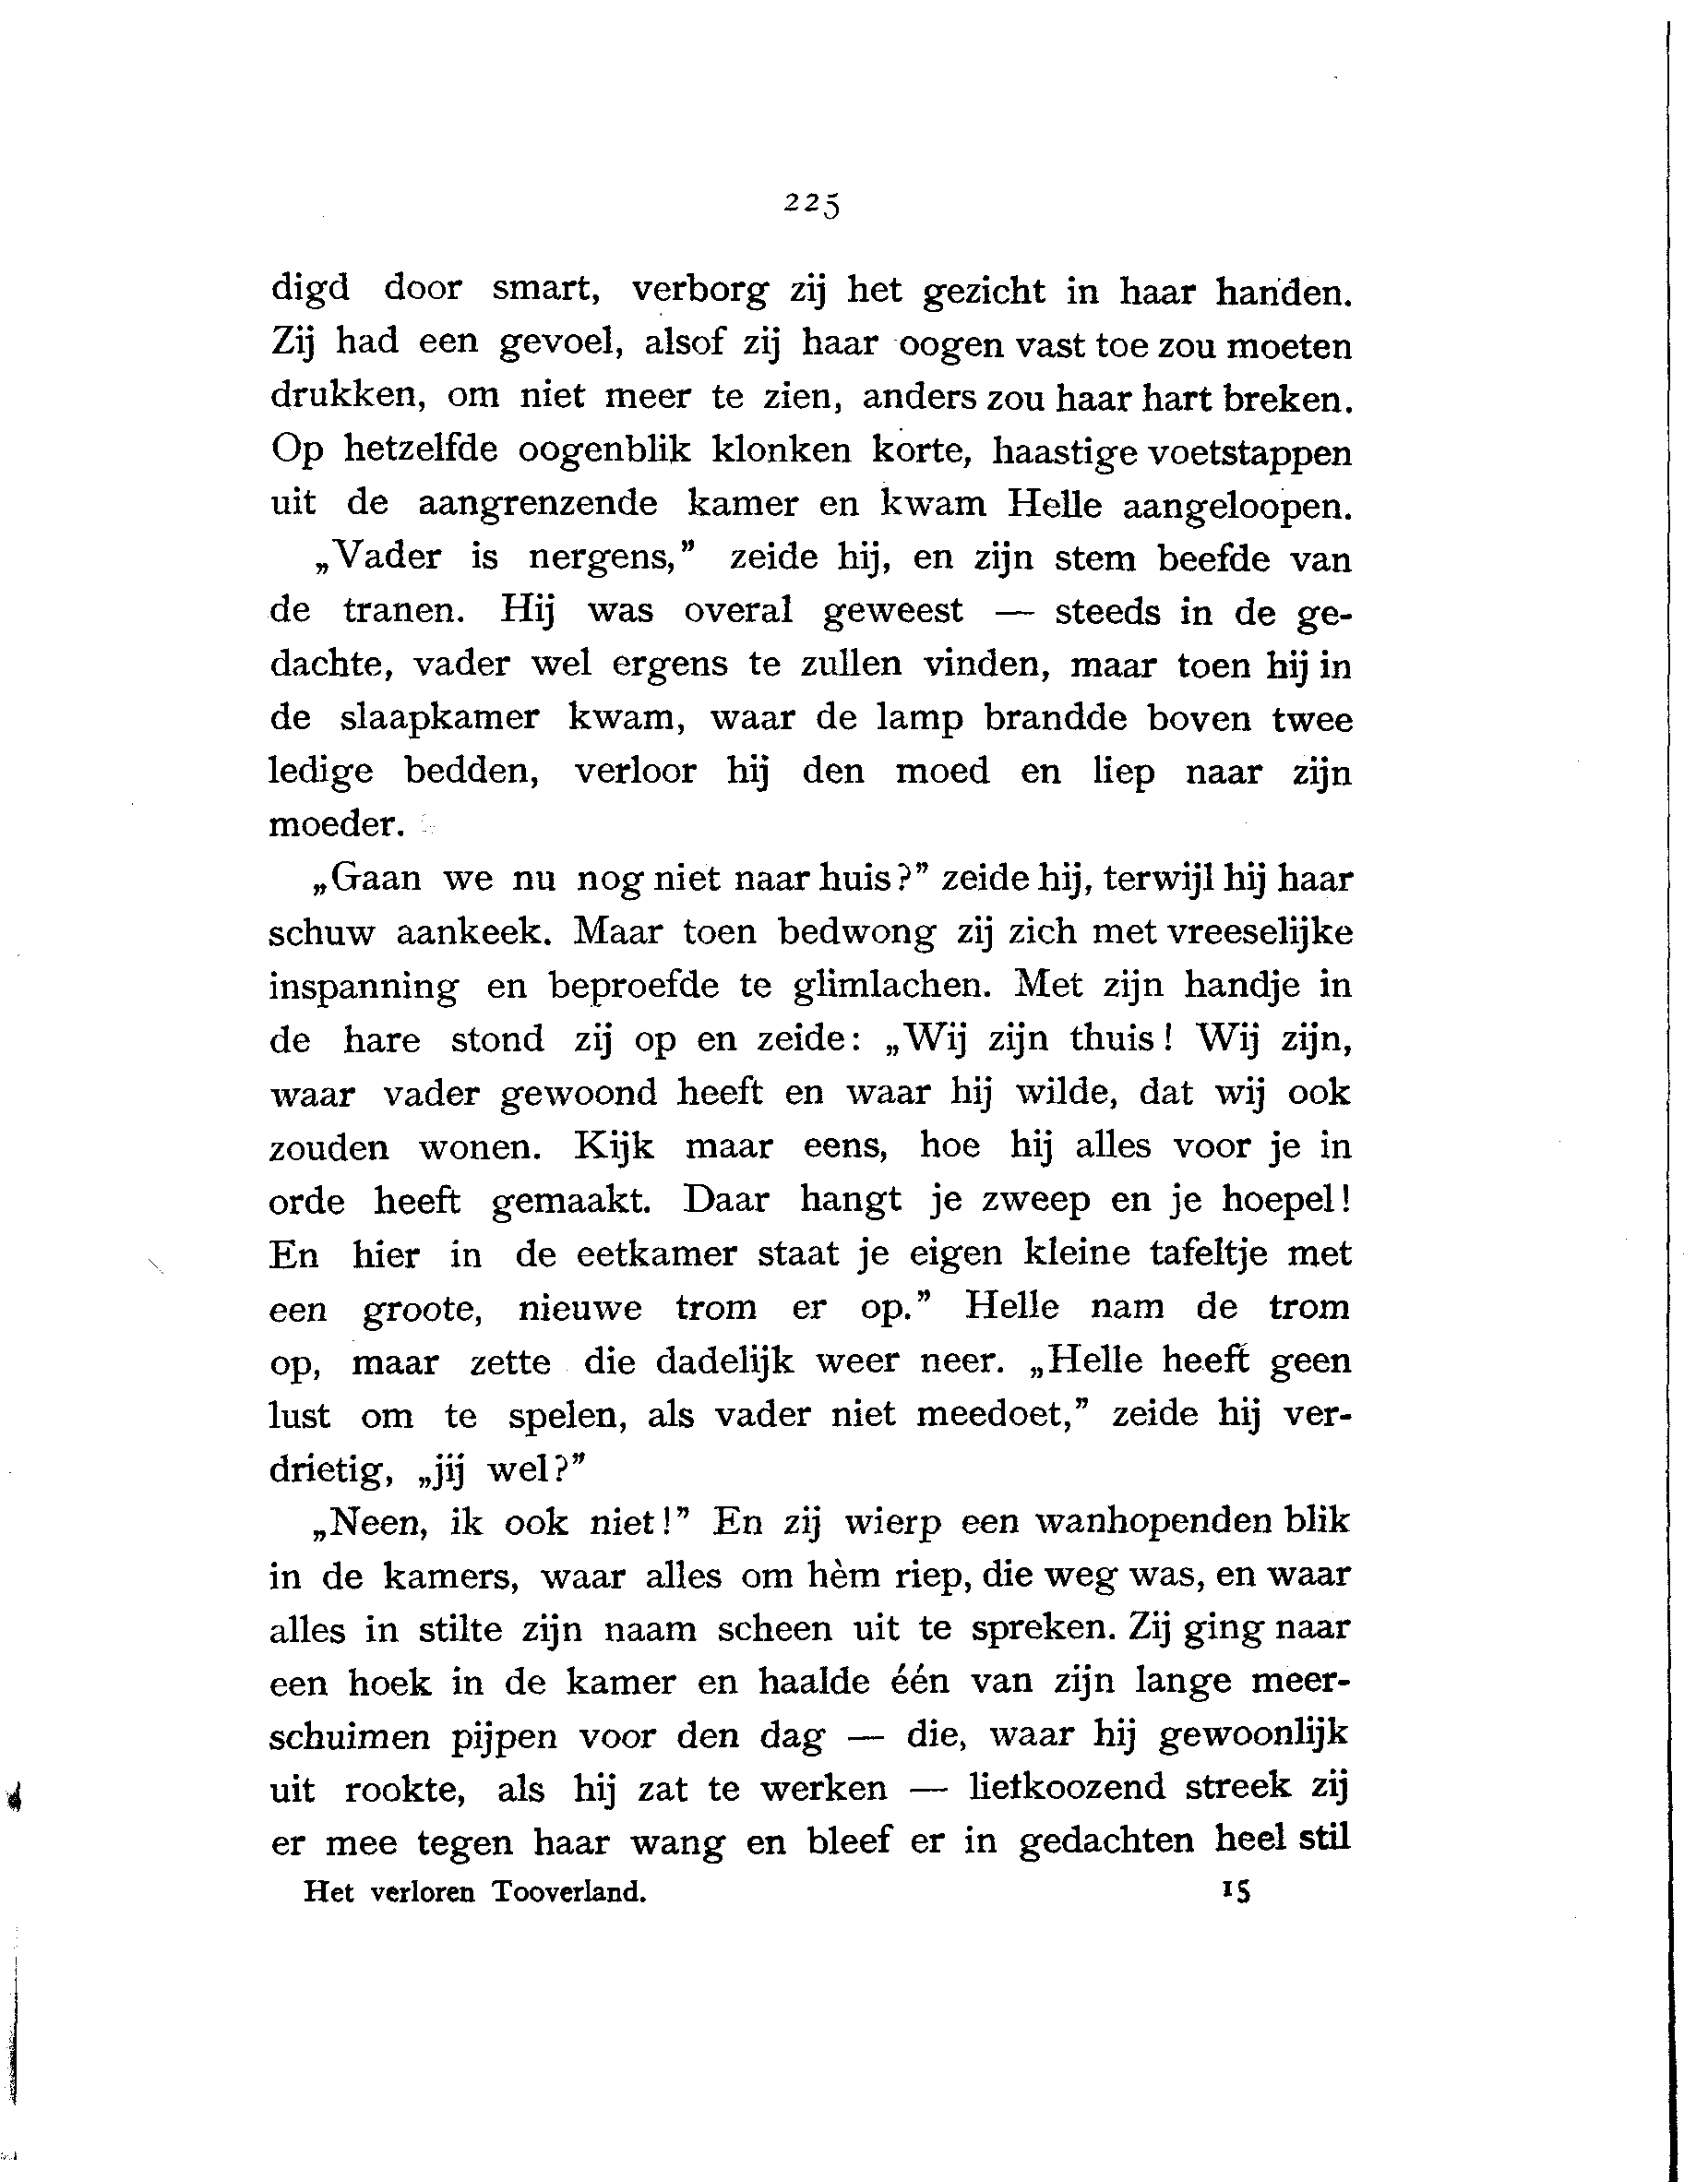 225
digd door smart, verborg zij het gezicht in haar handen.
Zij had een gevoel, alsof zij haar oogen vast toe zou moeten
drukken, om niet meer te zien, anders zou haar hart breken.
Op hetzelfde oogenblik klonken korte, haastige voetstappen
uit de aangrenzende kamer en kwam Helle aangeloopen.
„Vader is nergens,” zeide hij, en zijn stem beefde van
de tranen. Hij was overal geweest — steeds in de ge-
dachte, vader wel ergens te zullen vinden, maar toen hij in
de slaapkamer kwam, waar de lamp brandde boven twee
ledige bedden, verloor hij den moed en liep naar zijn
moeder.
„Gaan we nu nog niet naar huis?” zeide hij, terwijl hij haar
schuw aankeek. Maar toen bedwong zij zich met vreeselijke
inspanning en beproefde te glimlachen. Met zijn handje in
de hare stond zij op en zeide: „Wij zijn thuis! Wij zijn,
waar vader gewoond heeft en waar hij wilde, dat wij ook
zouden wonen. Kijk maar eens, hoe hij alles voor je in
orde heeft gemaakt. Daar hangt je zweep en je hoepel!
En hier in de eetkamer staat je eigen kleine tafeltje met
een groote, nieuwe trom er op.” Helle nam de trom
op, maar zette die dadelijk weer neer. „Helle heeft geen
lust om te spelen, als vader niet meedoet,” zeide hij ver-
drietig, „jij wel?”
„Neen, ik ook niet!” En zij wierp een wanhopenden blik
in de kamers, waar alles om hèm riep, die weg was, en waar
alles in stilte zijn naam scheen uit te spreken. Zij ging naar
een hoek in de kamer en haalde één van zijn lange meer-
schuimen pijpen voor den dag — die, waar hij gewoonlijk
uit rookte, als hij zat te werken — liefkoozend streek zij
er mee tegen haar wang en bleef er in gedachten heel stil
Het verloren Tooverland. 15